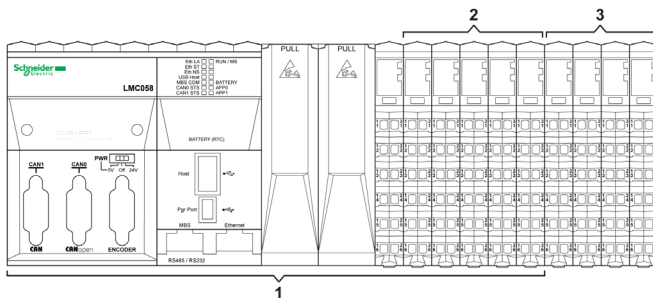 2
3
PULL
PULL
Schneider
Electric
LMC058
Eth LA RUN / MS
Eth ST
Eth NS
USB Host
MBS COM BATTERY
CAN0 STS APP0
CAN1 STS APP1
BATTERY (RTC)
CAN1
CAN0
PWR
5V Off 24V
Host
Pgr Port
MBS
Ethernet
CAN
CANopen
ENCODER
RS485 / RS232
1